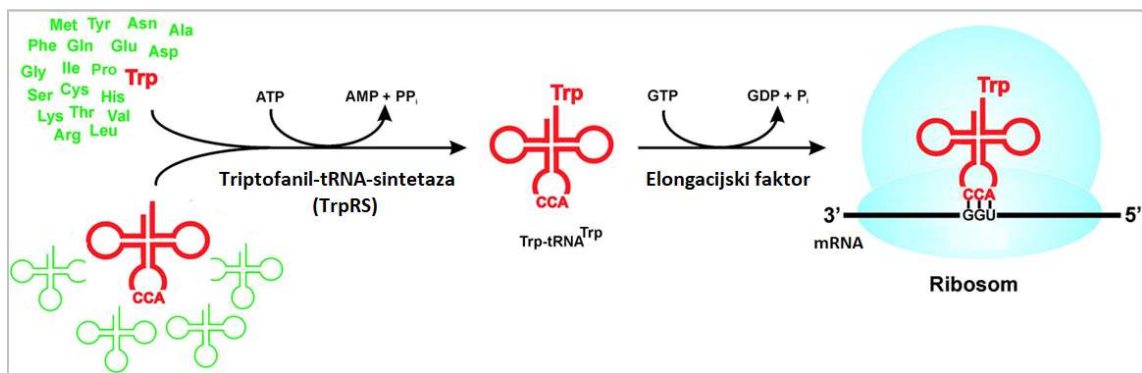 Met Tyr Asn Ala
Phe Gln Glu Asp
Gly Ile Pro Trp
Ser Cys His
Lys Thr Val
Arg Leu
ATP
AMP + PPi
Triptofanil-tRNA-sintetaza
(TrpRS)
CCA
Trp
CCA
Trp-tRNATrp
GTP
GDP + Pi
Elongacijski faktor
Trp
CCA
3’ GGU 5’
mRNA
Ribosom